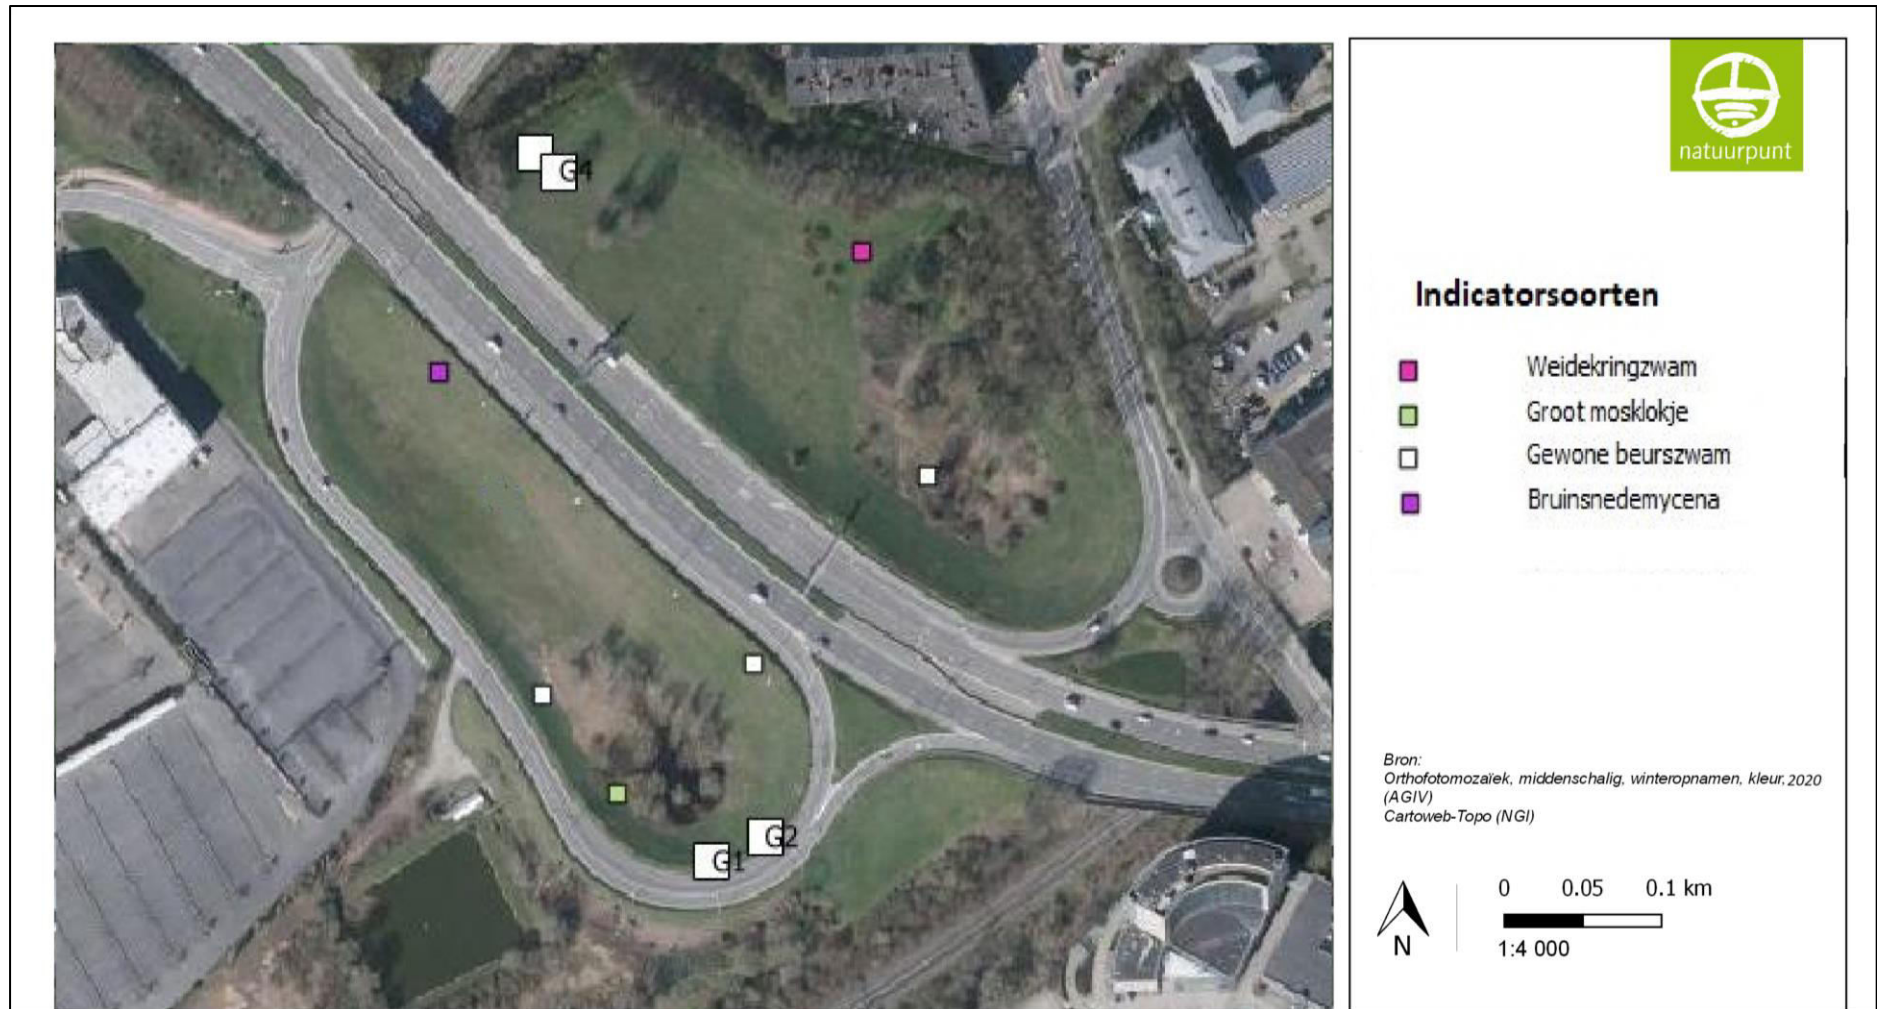 G4
G2
G1
natuurpunt
Indicatorsoorten
Weidekringzwam
Groot mosklokje
Gewone beurszwam
Bruinsnedemycena
Bron:
Orthofotomozaïek, middenschalig, winteropnamen, kleur, 2020
(AGIV)
Cartoweb-Topo (NGI)
0 0.05 0.1 km
N
1:4 000